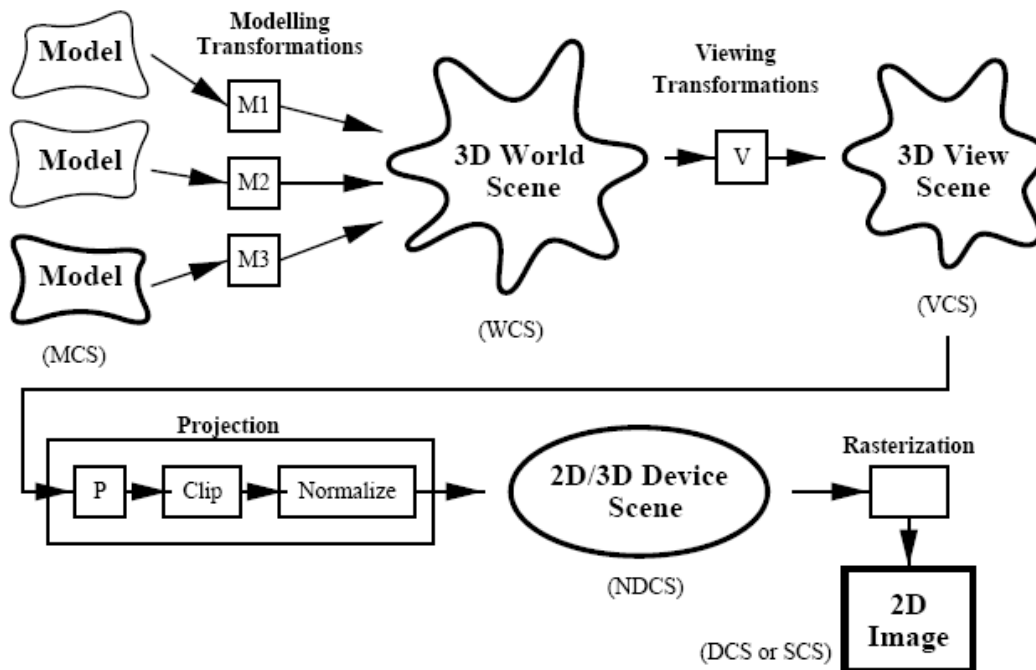 Modelling
Transformations
Model
M1
Model
M2
Model
M3
(MCS)
3D World
Scene
(WCS)
Viewing
Transformations
V
3D View
Scene
(VCS)
Projection
P
Clip
Normalize
2D/3D Device
Scene
(NDCS)
Rasterization
2D
Image
(DCS or SCS)